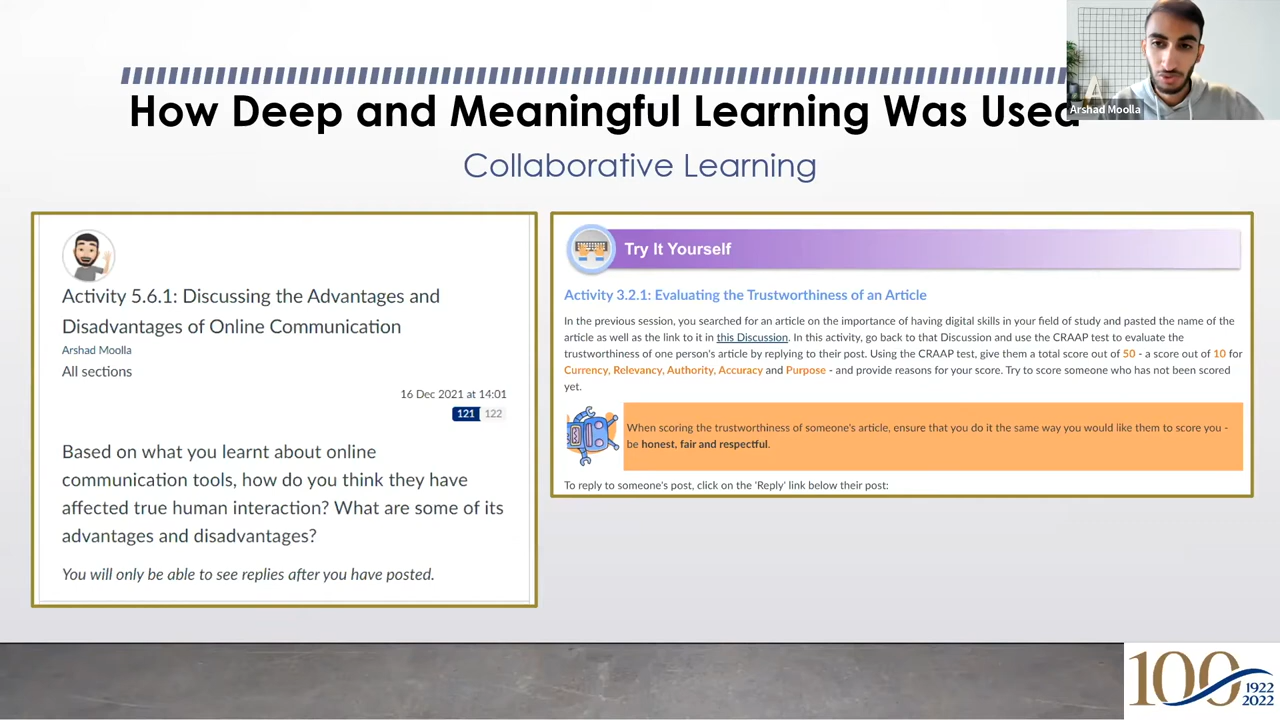 Arshad Moolla
How Deep and Meaningful Learning Was Used
Collaborative Learning
Activity 5.6.1: Discussing the Advantages and
Disadvantages of Online Communication
Arshad Moolla
All sections
16 Dec 2021 at 14:01
121 122
Based on what you learnt about online
communication tools, how do you think they have
affected true human interaction? What are some of its
advantages and disadvantages?
You will only be able to see replies after you have posted.
Try It Yourself
Activity 3.2.1: Evaluating the Trustworthiness of an Article
In the previous session, you searched for an article on the importance of having digital skills in your field of study and pasted the name of the
article as well as the link to it in this Discussion. In this activity, go back to that Discussion and use the CRAAP test to evaluate the
trustworthiness of one person's article by replying to their post. Using the CRAAP test, give them a total score out of 50 - a score out of 10 for
Currency, Relevancy, Authority, Accuracy and Purpose - and provide reasons for your score. Try to score someone who has not been scored
yet.
When scoring the trustworthiness of someone's article, ensure that you do it the same way you would like them to score you -
be honest, fair and respectful.
To reply to someone's post, click on the 'Reply' link below their post:
100
1922
2022